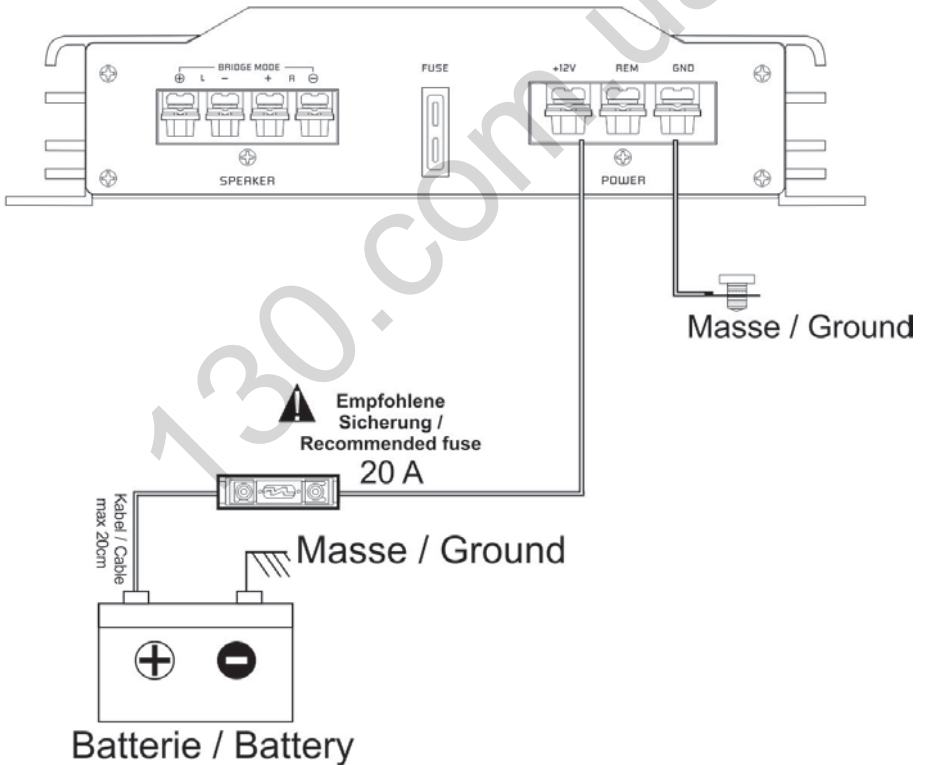 BRIDGE MODE
⊕ L − + R ⊖
FUSE
+12V REM GND
SPEAKER
POWER
Masse / Ground
Empfohlene
Sicherung /
Recommended fuse
20 A
Kabel / Cable
max 20cm
Masse / Ground
Batterie / Battery
130.com.ua